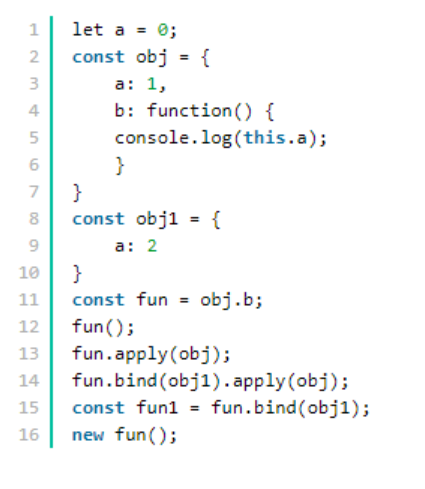 1 let a = 0;
2 const obj = {
3     a: 1,
4     b: function() {
5     console.log(this.a);
6     }
7 }
8 const obj1 = {
9     a: 2
10 }
11 const fun = obj.b;
12 fun();
13 fun.apply(obj);
14 fun.bind(obj1).apply(obj);
15 const fun1 = fun.bind(obj1);
16 new fun();